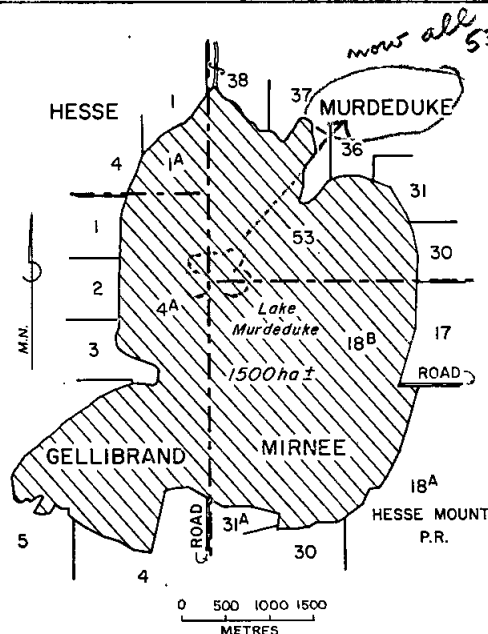 now all
53
38
HESSE
1
37
MURDEDUKE
36
4
1A
31
1
53
30
2
4A
Lake
Murdeduke
18B
17
M.N.
3
1500 ha ±
ROAD
GELLIBRAND
MIRNEE
18A
HESSE MOUNT
P.R.
5
ROAD
31A
30
4
0 500 1000 1500
METRES